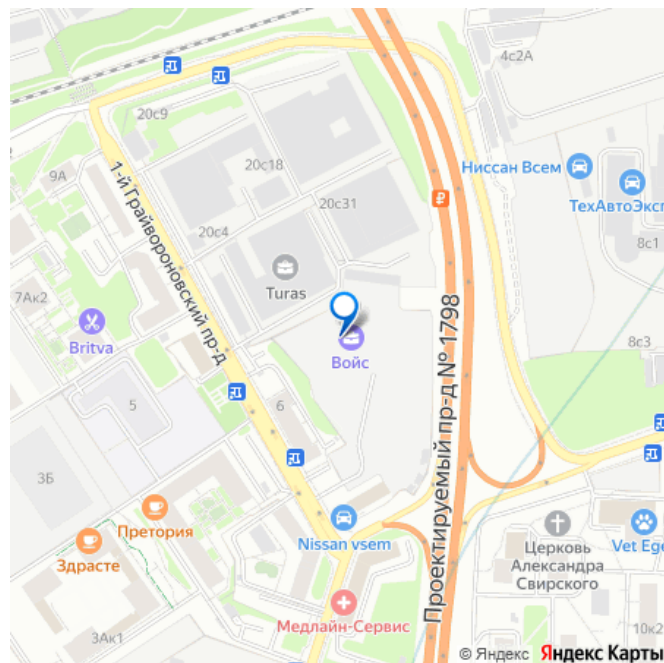 4с2А
20с9
20с18
9А
1-й Грайвороновский пр-д
Ниссан Всем
ТехАвтоЭксп
20с31
20с4
8с1
Turas
7Ак2
Britva
Войс
Проектируемый пр-д № 1798
8с3
5
6
3Б
Претория
Nissan vsem
Здрасте
Церковь
Александра
Свирского
Vet Ege
Медлайн-Сервис
10к2
3Ак1
© Яндекс Яндекс Карты